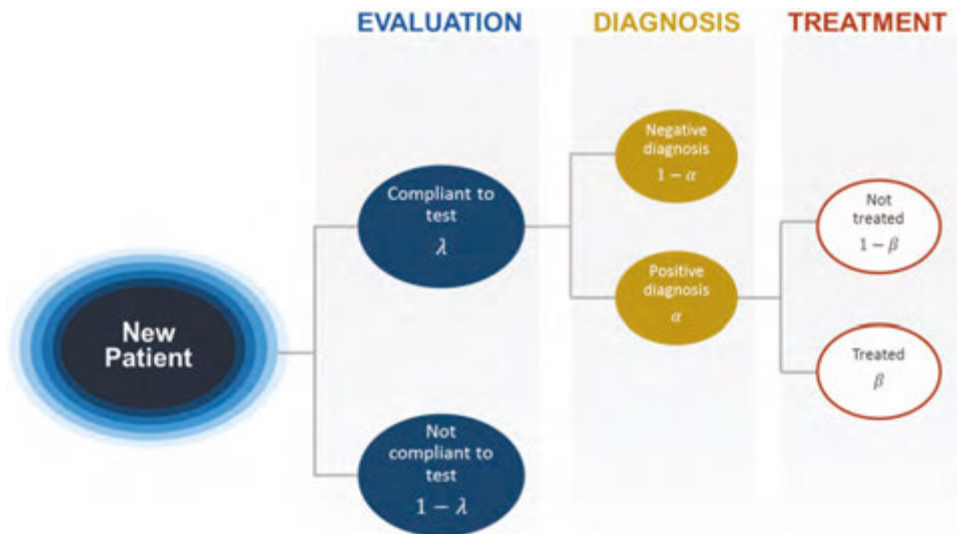 EVALUATION
DIAGNOSIS
TREATMENT
New
Patient
Compliant to
test
λ
Not
compliant to
test
1 − λ
Negative
diagnosis
1 − α
Positive
diagnosis
α
Not
treated
1 − β
Treated
β